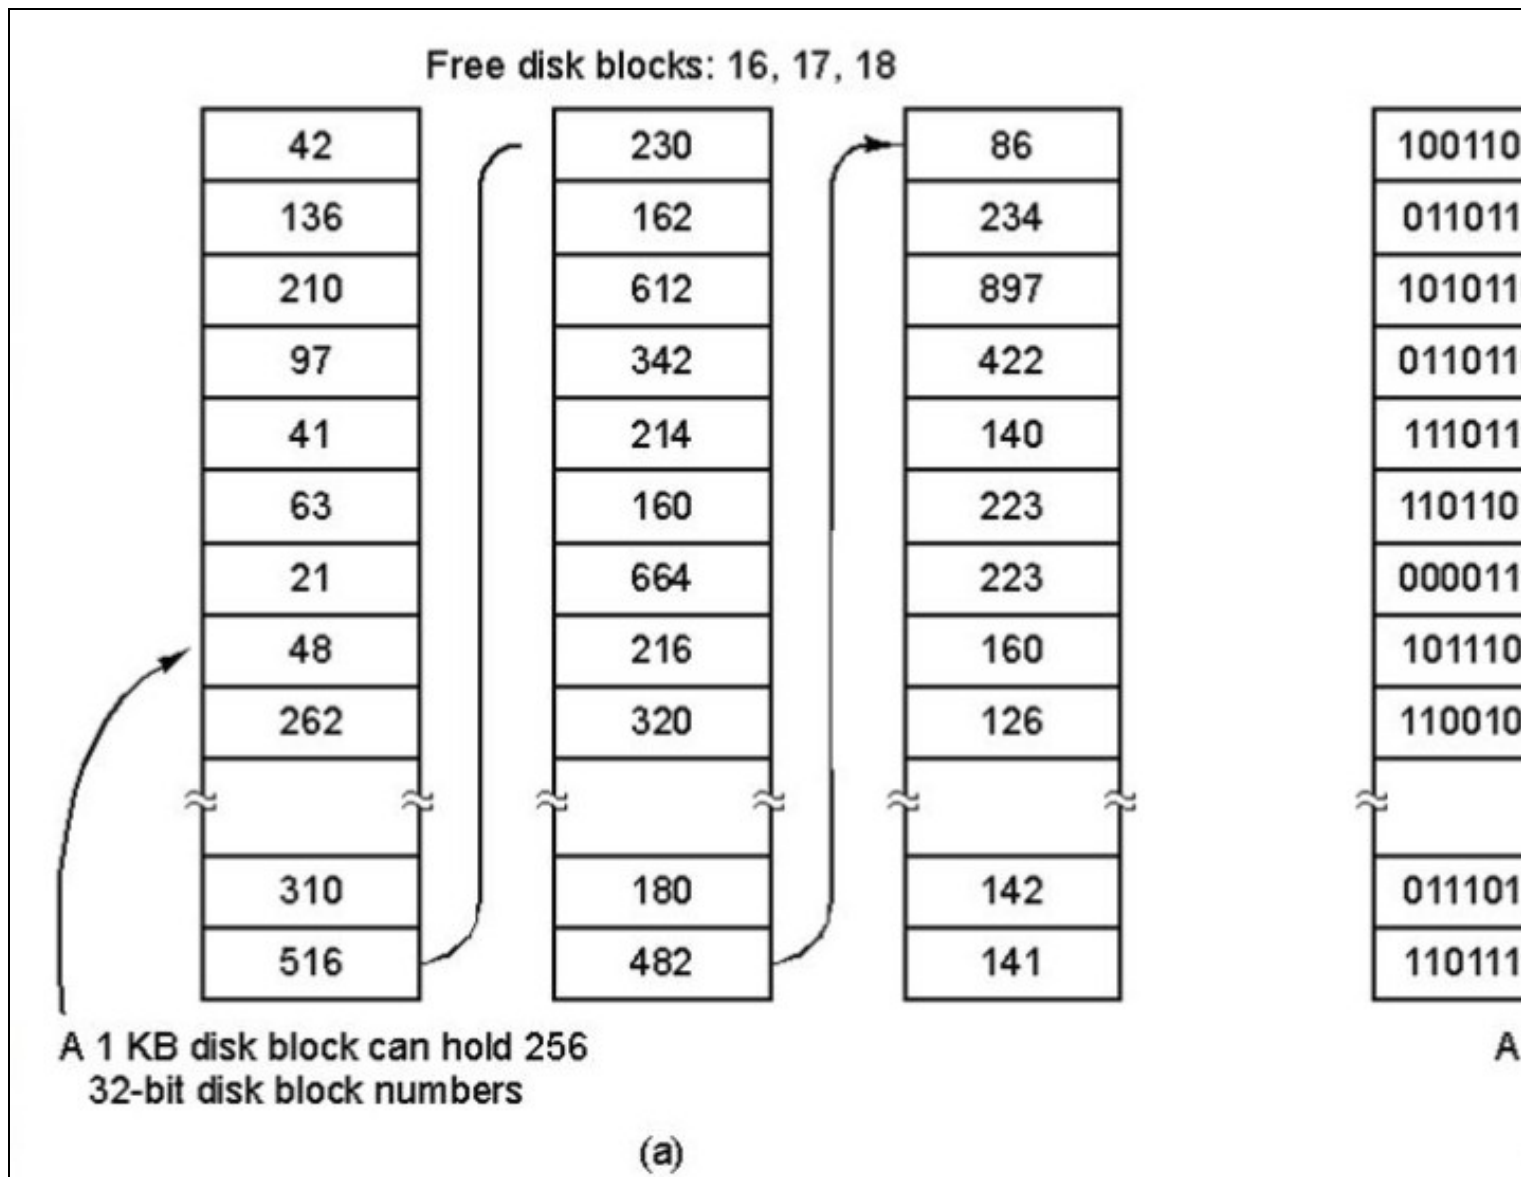 Free disk blocks: 16, 17, 18
42 230 86 100110
136 162 234 011011
210 612 897 101011
97 342 422 011011
41 214 140 111011
63 160 223 110110
21 664 223 000011
48 216 160 101110
262 320 126 110010
310 180 142 011101
516 482 141 110111
A 1 KB disk block can hold 256 A
32-bit disk block numbers
(a)